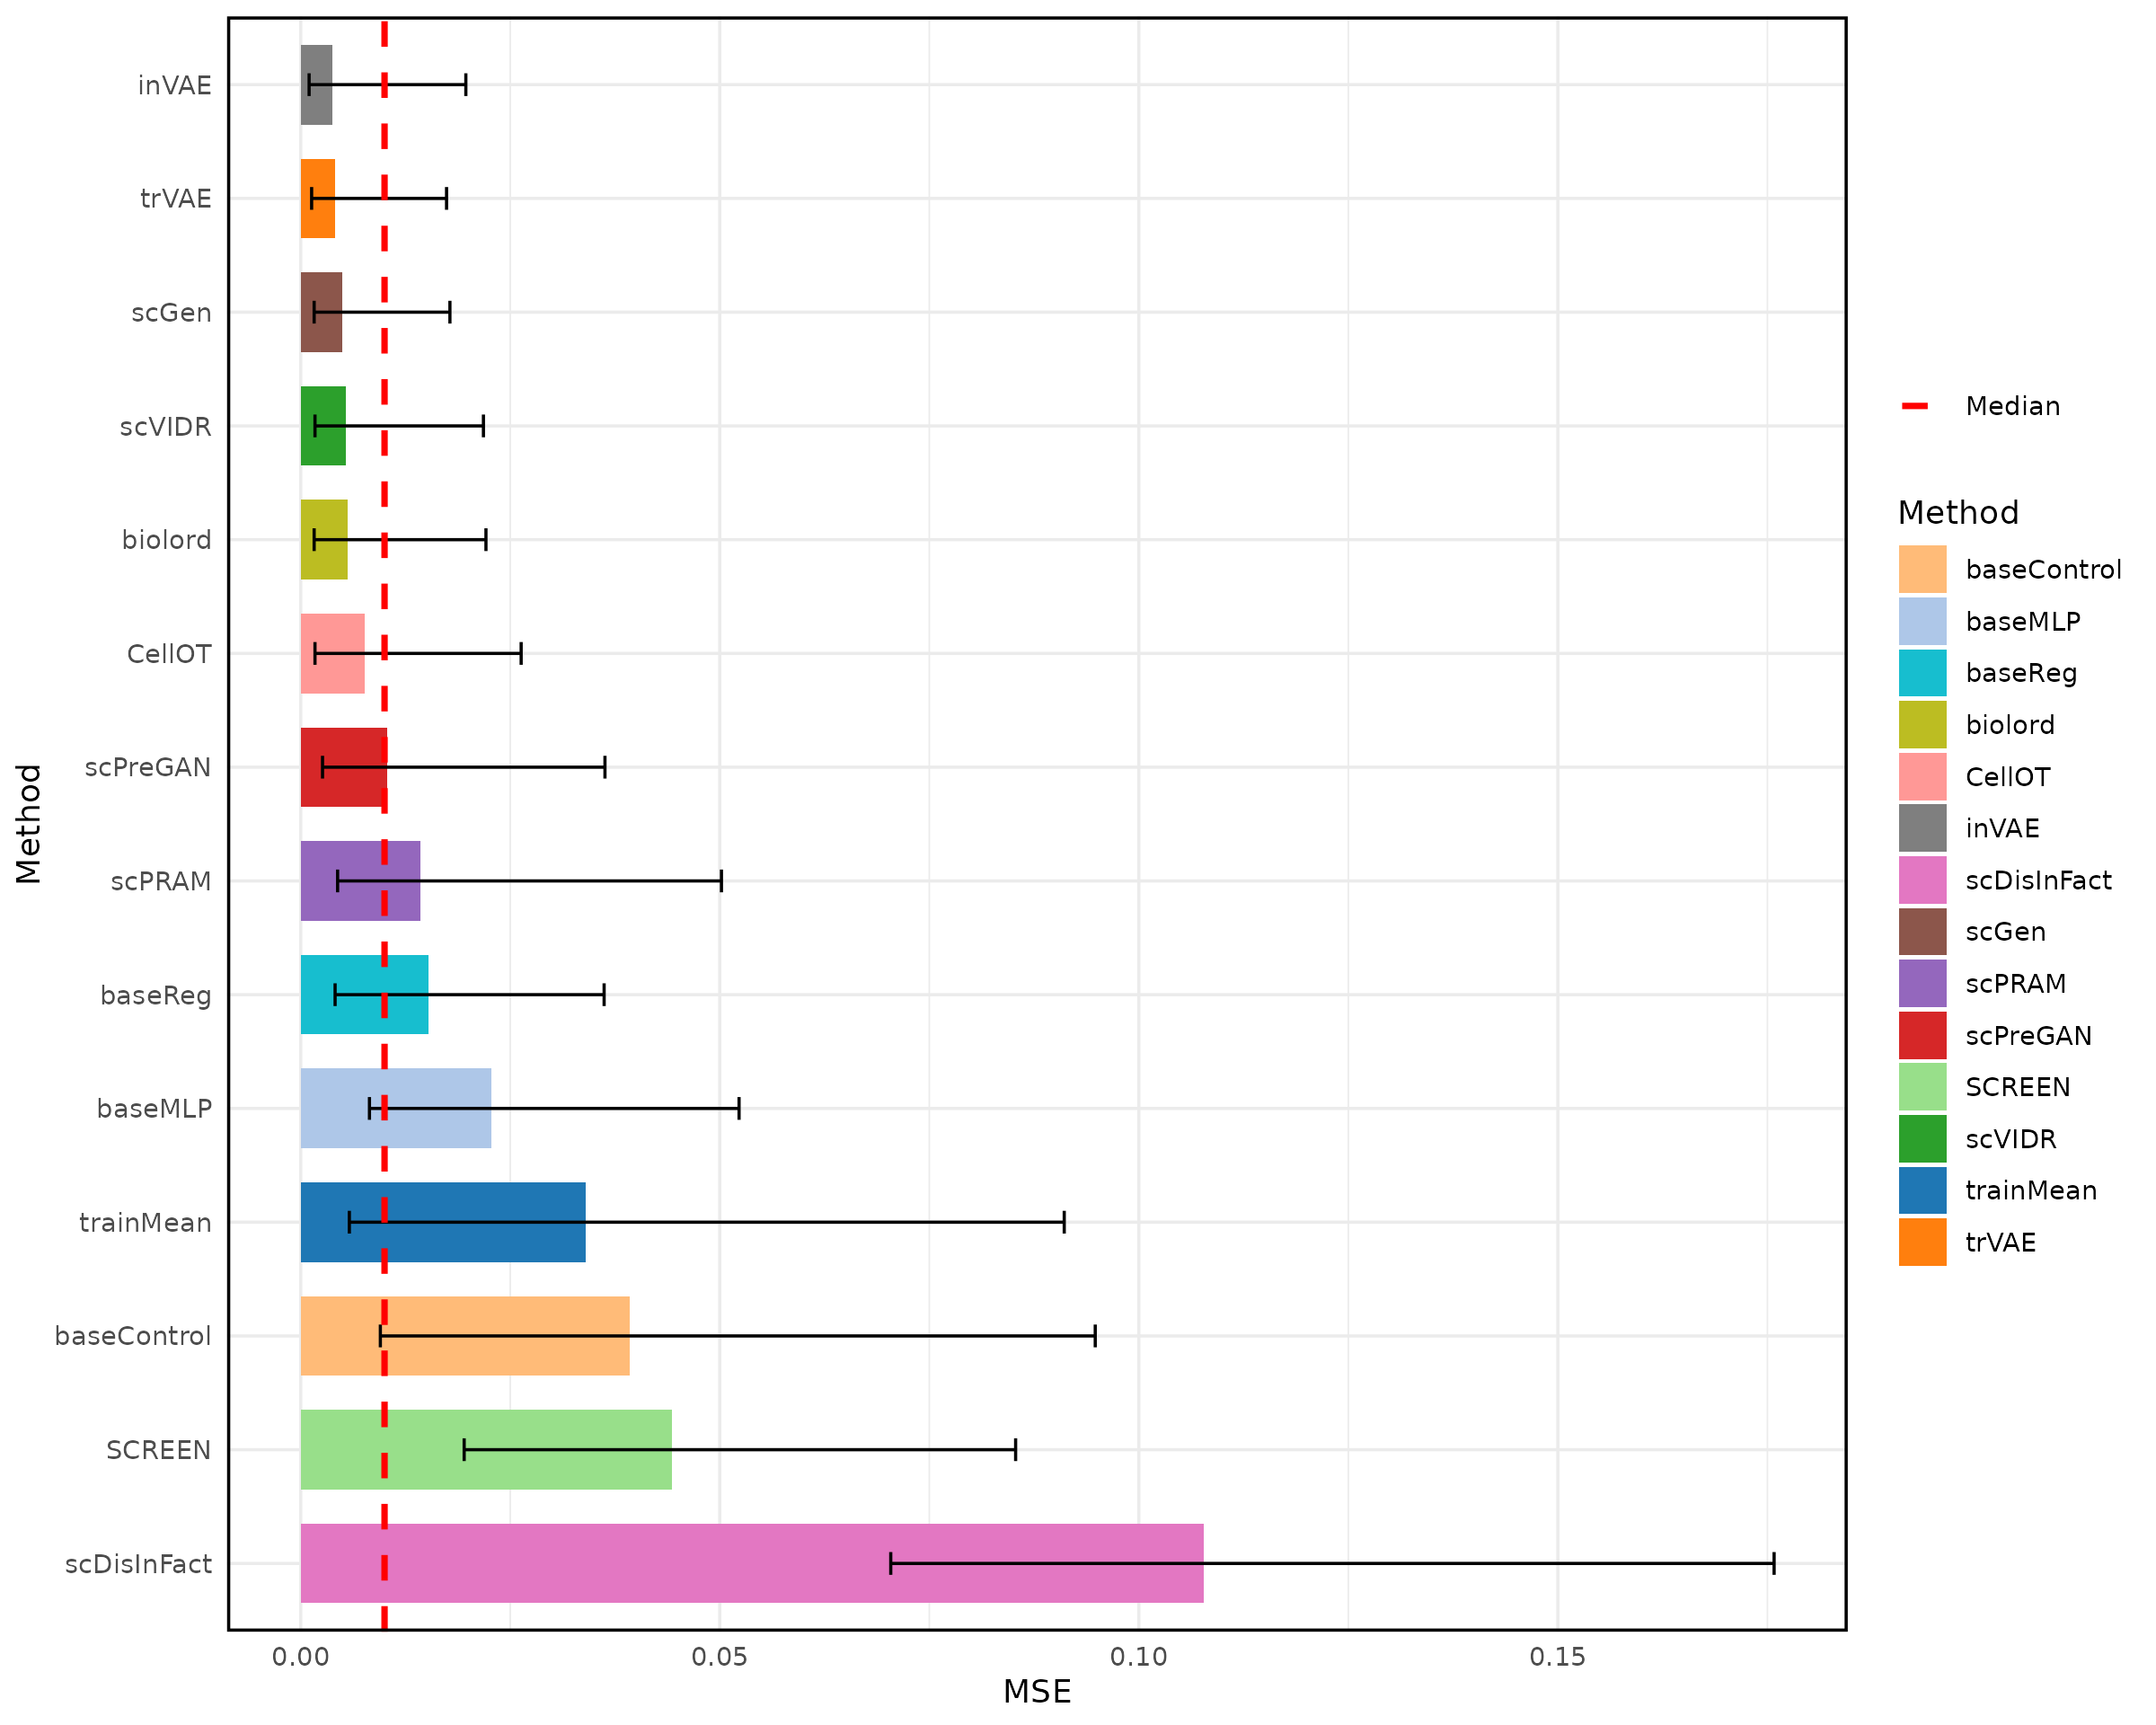 Method
inVAE
trVAE
scGen
scVIDR
biolord
CellOT
scPreGAN
scPRAM
baseReg
baseMLP
trainMean
baseControl
SCREEN
scDisInFact
0.00 0.05 0.10 0.15
MSE
Median
Method
baseControl
baseMLP
baseReg
biolord
CellOT
inVAE
scDisInFact
scGen
scPRAM
scPreGAN
SCREEN
scVIDR
trainMean
trVAE